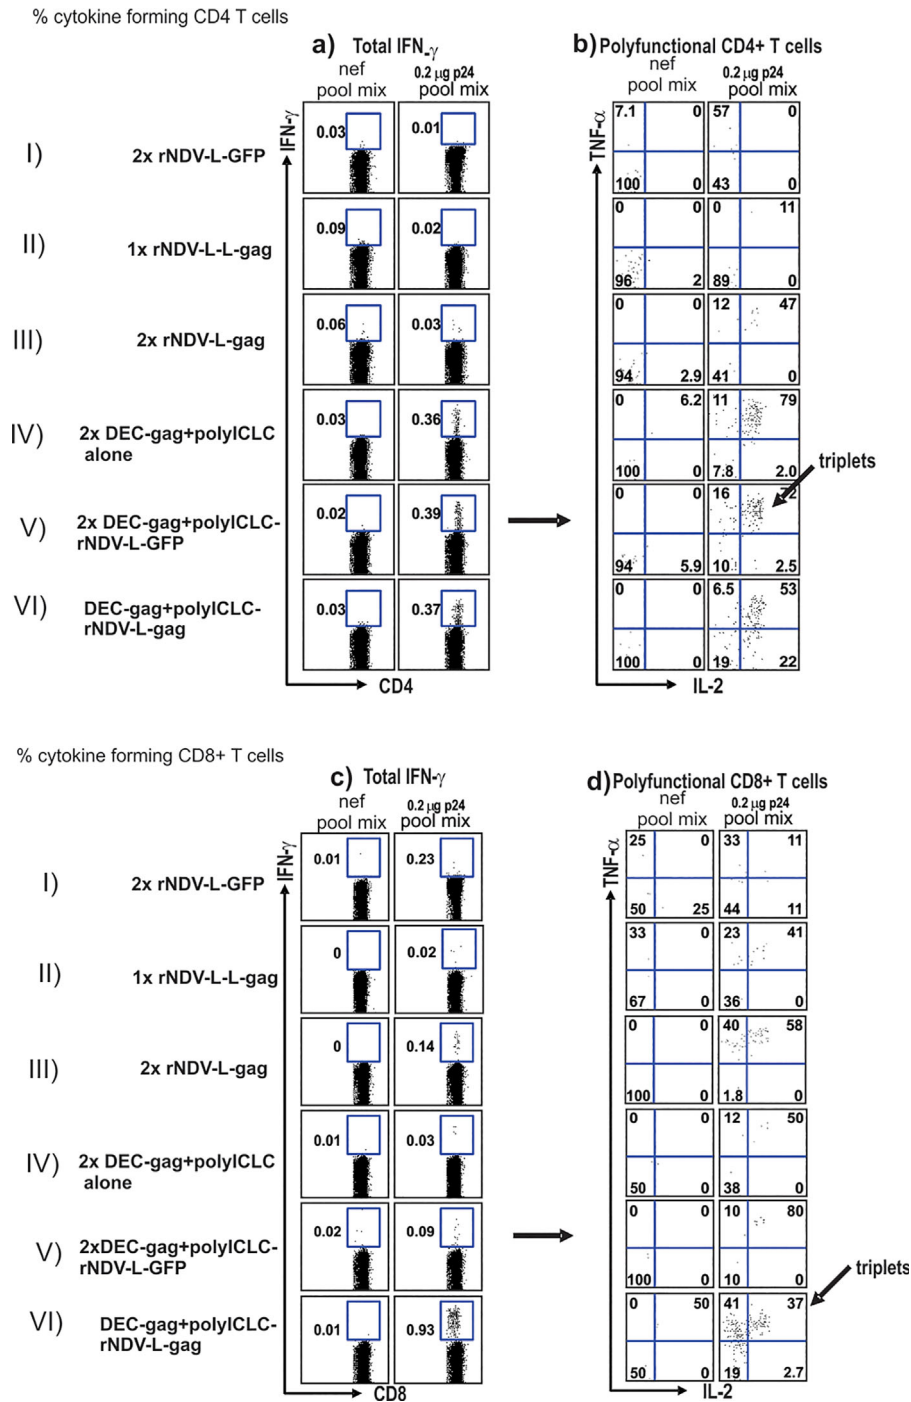 % cytokine forming CD4 T cells
a) Total IFN-γ
b) Polyfunctional CD4+ T cells
nef
pool mix
0.2 µg p24
pool mix
nef
pool mix
0.2 µg p24
pool mix
IFN-γ
TNF-α
I) 2x rNDV-L-GFP
0.03 0.01
7.1 0 57 0
100 0 43 0
II) 1x rNDV-L-L-gag
0.09 0.02
0 0 0 11
96 2 89 0
III) 2x rNDV-L-gag
0.06 0.03
0 0 12 47
94 2.9 41 0
IV) 2x DEC-gag+polyICLC
alone
0.03 0.36
0 6.2 11 79
100 0 7.8 2.0
triplets
V) 2x DEC-gag+polyICLC-
rNDV-L-GFP
0.02 0.39
0 0 16 72
94 5.9 10 2.5
VI) DEC-gag+polyICLC-
rNDV-L-gag
0.03 0.37
0 0 6.5 53
100 0 19 22
CD4
IL-2
% cytokine forming CD8+ T cells
c) Total IFN-γ
d) Polyfunctional CD8+ T cells
nef
pool mix
0.2 µg p24
pool mix
nef
pool mix
0.2 µg p24
pool mix
IFN-γ
TNF-α
I) 2x rNDV-L-GFP
0.01 0.23
25 0 33 11
50 25 44 11
II) 1x rNDV-L-L-gag
0 0.02
33 0 23 41
67 0 36 0
III) 2x rNDV-L-gag
0 0.14
0 0 40 58
100 0 1.8 0
IV) 2x DEC-gag+polyICLC
alone
0.01 0.03
0 0 12 50
50 0 38 0
V) 2xDEC-gag+polyICLC-
rNDV-L-GFP
0.02 0.09
0 0 10 80
100 0 10 0
triplets
VI) DEC-gag+polyICLC-
rNDV-L-gag
0.01 0.93
0 50 41 37
50 0 19 2.7
CD8
IL-2